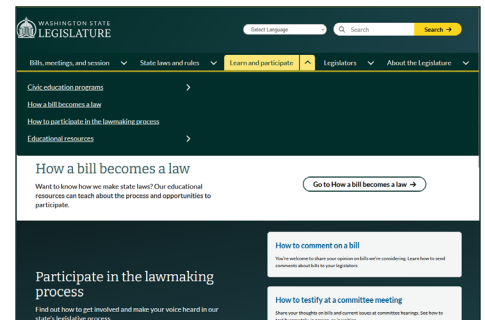 WASHINGTON STATE
LEGISLATURE
Select Language
Search
Search →
Bills, meetings, and session
State laws and rules
Learn and participate
Legislators
About the Legislature
Civic education programs
How a bill becomes a law
How to participate in the lawmaking process
Educational resources
How a bill becomes a law
Want to know how we make state laws? Our educational
resources can teach about the process and opportunities to
participate.
Go to How a bill becomes a law →
How to comment on a bill
You're welcome to share your opinion on bills we're considering. Learn how to send
comments about bills to your legislators.
Participate in the lawmaking
process
Find out how to get involved and make your voice heard in our
state's legislative process.
How to testify at a committee meeting
Share your thoughts on bills and current issues at committee hearings. See how to